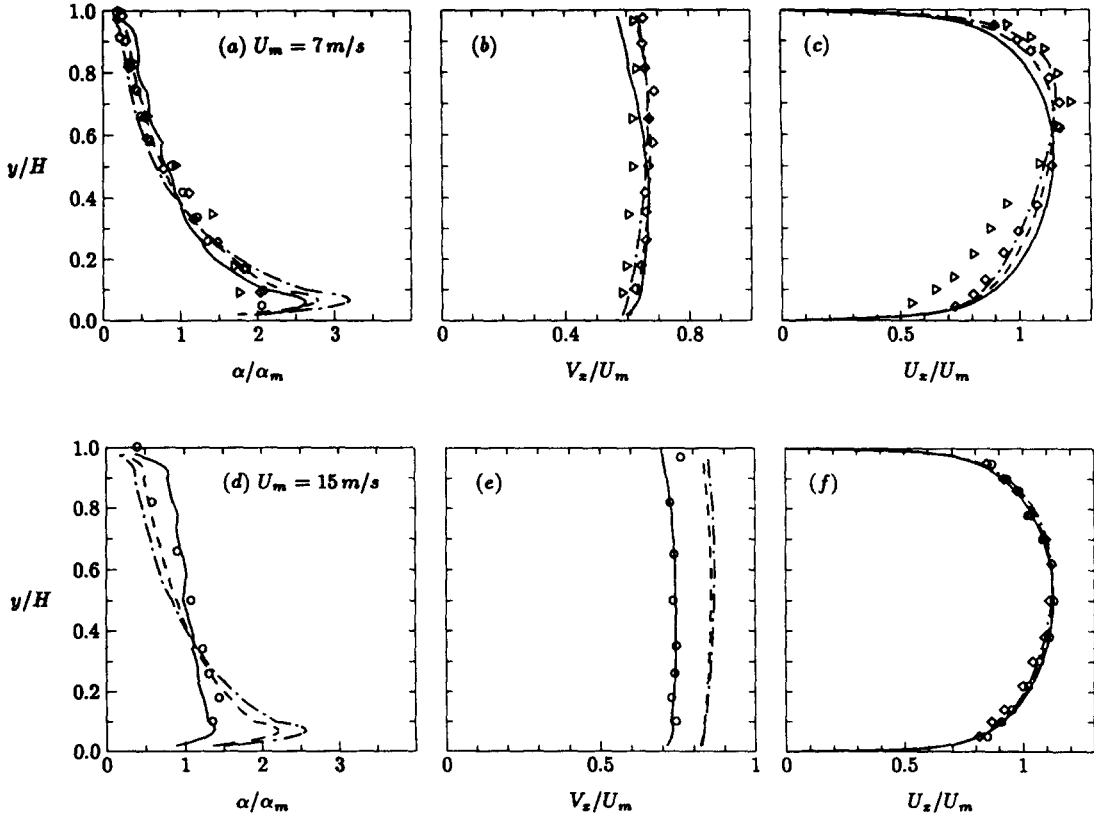 (a) U_m = 7 m/s
(b)
(c)
1.0
0.8
0.6
0.4
0.2
0.0
y/H
0 1 2 3
α/α_m
0 0.4 0.8
V_z/U_m
0 0.5 1
U_z/U_m
(d) U_m = 15 m/s
(e)
(f)
1.0
0.8
0.6
0.4
0.2
0.0
y/H
0 1 2 3
α/α_m
0 0.5 1
V_z/U_m
0 0.5 1
U_z/U_m